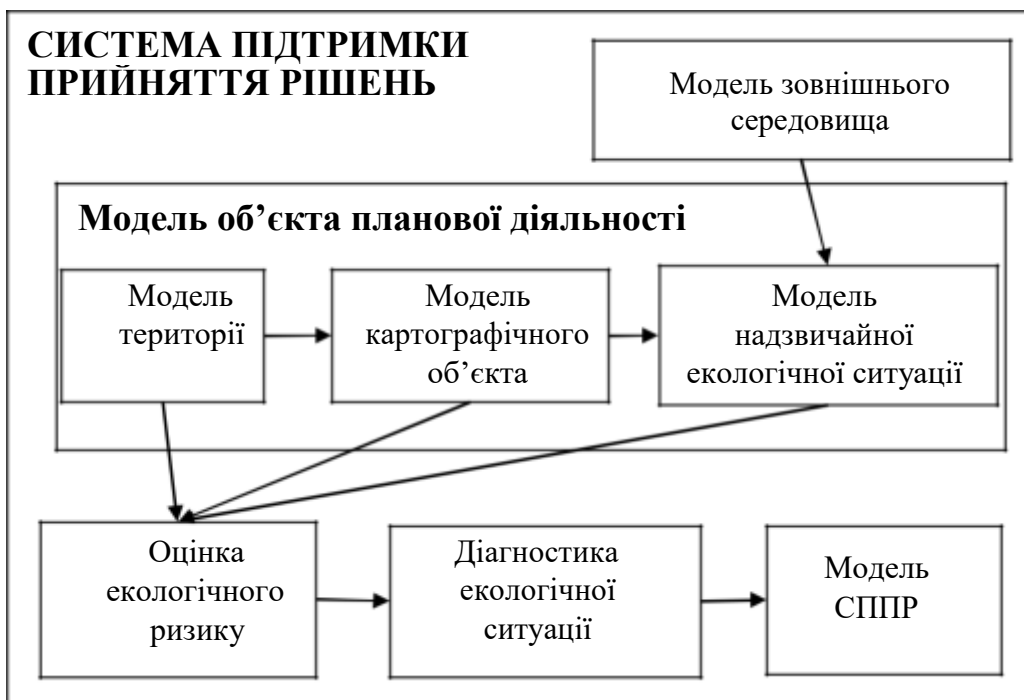 СИСТЕМА ПІДТРИМКИ
ПРИЙНЯТТЯ РІШЕНЬ
Модель зовнішнього
середовища
Модель об’єкта планової діяльності
Модель
території
Модель
картографічного
об’єкта
Модель
надзвичайної
екологічної ситуації
Оцінка
екологічного
ризику
Діагностика
екологічної
ситуації
Модель
СППР